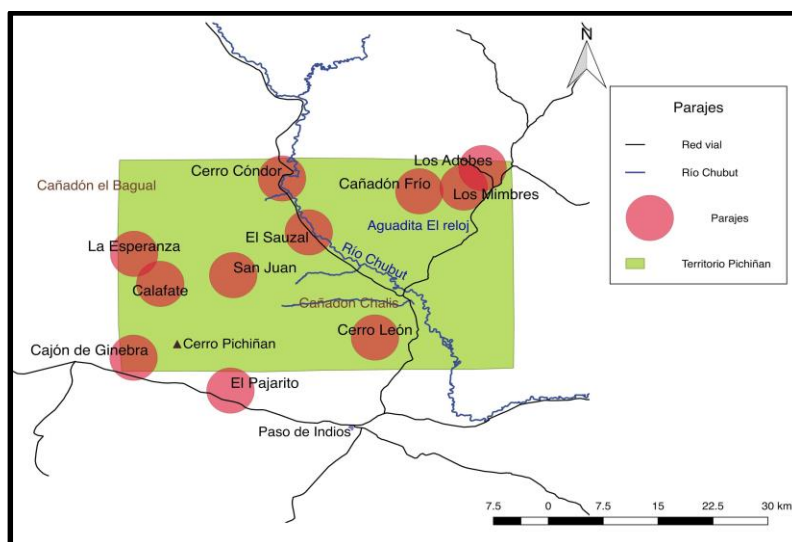 N
Parajes
Red vial
Río Chubut
Parajes
Territorio Pichiñan
Los Adobes
Cerro Cóndor
Cañadón Frío
Cañadón el Bagual
Los Mimbres
Aguadita El reloj
El Sauzal
La Esperanza
Río Chubut
San Juan
Calafate
Cañadón Chalis
Cerro León
Cerro Pichiñan
Cajón de Ginebra
El Pajarito
Paso de Indios
7.5 0 7.5 15 22.5 30 km